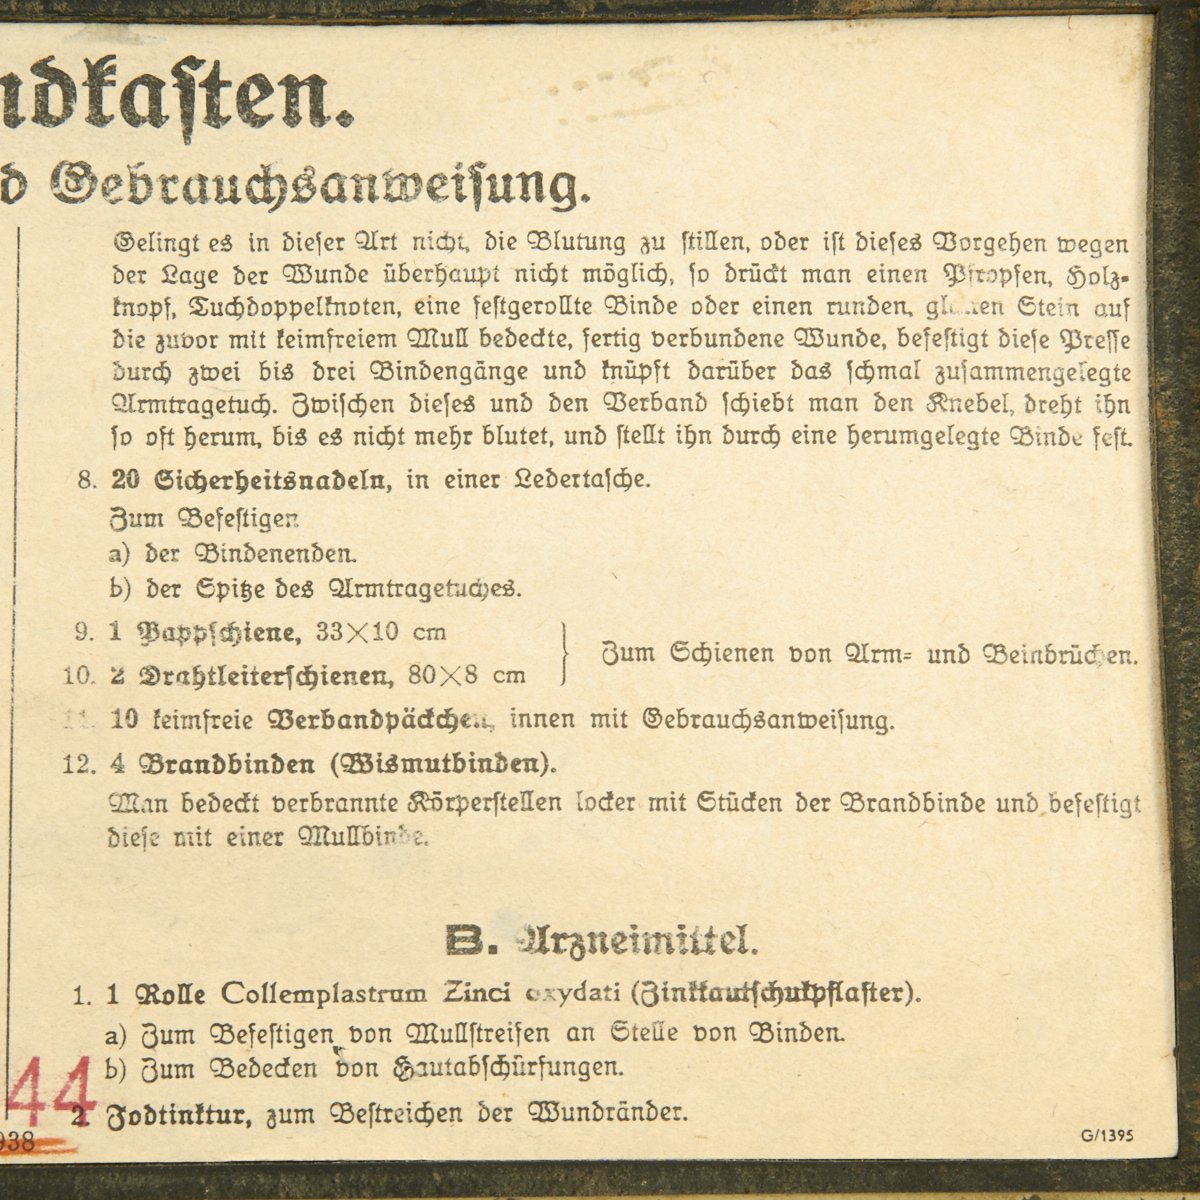 ndkasten.
d Gebrauchsanweisung.
Gelingt es in dieser Art nicht, die Blutung zu stillen, oder ist dieses Vorgehen wegen
der Lage der Wunde überhaupt nicht möglich, so drückt man einen Pfropfen, Holz-
knopf, Tuchdoppelknoten, eine festgerollte Binde oder einen runden, Stein auf
die zuvor mit keimfreiem Mull bedeckte, fertig verbundene Wunde, befestigt diese Presse
durch zwei bis drei Bindengänge und knüpft darüber das schmal zusammengelegte
Armtragetuch. Zwischen dieses und den Verband schiebt man den Knebel, dreht ihn
so oft herum, bis es nicht mehr blutet, und stellt ihn durch eine herumgelegte Binde fest.
8. 20 Sicherheitsnadeln, in einer Ledertasche.
Zum Befestigen
a) der Bindenenden.
b) der Spitze des Armtragetuches.
9. 1 Pappschiene, 33×10 cm
10. 2 Drahtleiterschienen, 80×8 cm
} Zum Schienen von Arm- und Beinbrüchen.
11. 10 keimfreie Verbandpäckchen, innen mit Gebrauchsanweisung.
12. 4 Brandbinden (Wismutbinden).
Man bedeckt verbrannte Körperstellen locker mit Stücken der Brandbinde und befestigt
diese mit einer Mullbinde.
B. Arzneimittel.
1. 1 Rolle Collemplastrum Zinci oxydati (Zinkkautschukpflaster).
a) Zum Befestigen von Mullstreifen an Stelle von Binden.
b) Zum Bedecken von Hautabschürfungen.
44
2. Jodtinktur, zum Bestreichen der Wundränder.
938
G/1395